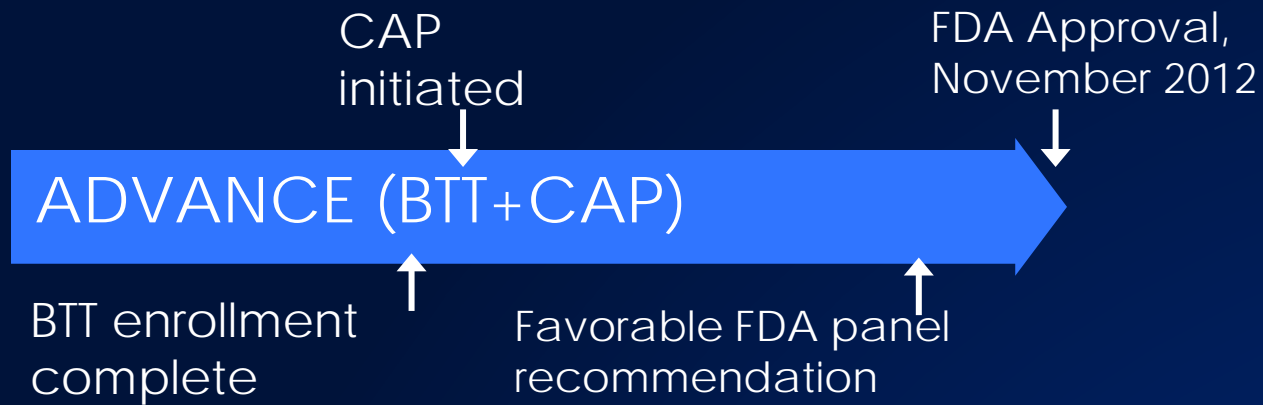 CAP
initiated
FDA Approval,
November 2012
ADVANCE (BTT+CAP)
BTT enrollment
complete
Favorable FDA panel
recommendation